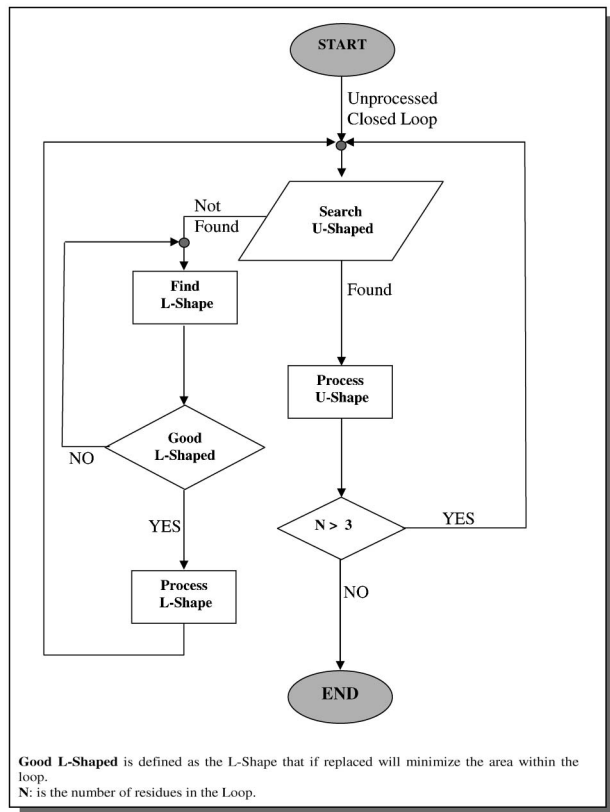 START
Unprocessed
Closed Loop
Not
Found
Search
U-Shaped
Find
L-Shape
Found
Process
U-Shape
Good
L-Shaped
NO
YES
N > 3
YES
Process
L-Shape
NO
END
Good L-Shaped is defined as the L-Shape that if replaced will minimize the area within the
loop.
N: is the number of residues in the Loop.